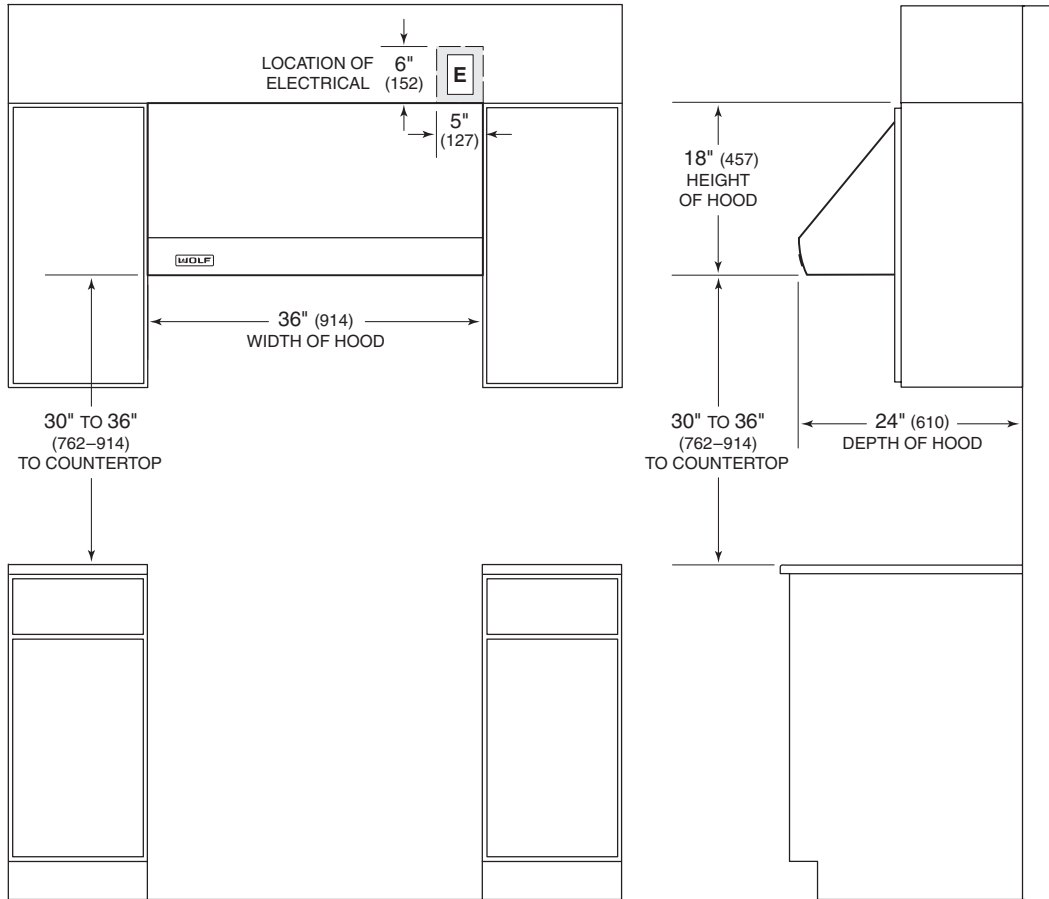 LOCATION OF
ELECTRICAL
6"
(152)
E
5"
(127)
18" (457)
HEIGHT
OF HOOD
WOLF
36" (914)
WIDTH OF HOOD
30" TO 36"
(762–914)
TO COUNTERTOP
30" TO 36"
(762–914)
TO COUNTERTOP
24" (610)
DEPTH OF HOOD